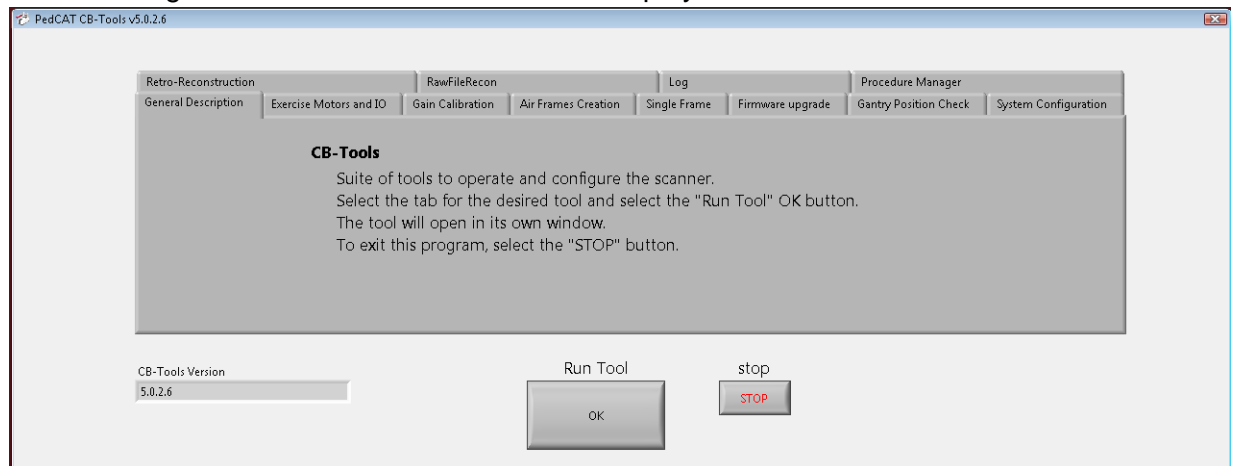 PedCAT CB-Tools v5.0.2.6
Retro-Reconstruction RawFileRecon Log Procedure Manager
General Description Exercise Motors and IO Gain Calibration Air Frames Creation Single Frame Firmware upgrade Gantry Position Check System Configuration
CB-Tools
Suite of tools to operate and configure the scanner.
Select the tab for the desired tool and select the "Run Tool" OK button.
The tool will open in its own window.
To exit this program, select the "STOP" button.
CB-Tools Version
5.0.2.6
Run Tool
OK
stop
STOP